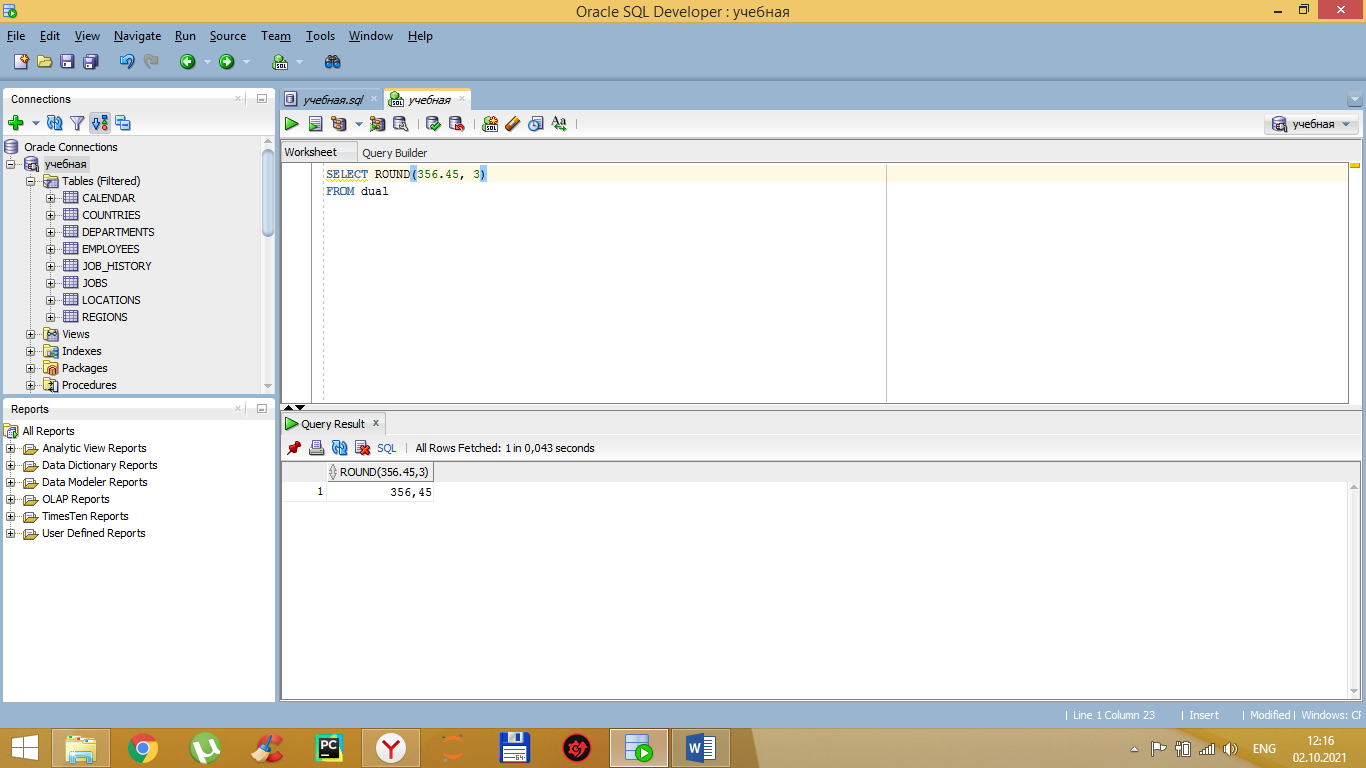 Oracle SQL Developer : учебная
File Edit View Navigate Run Source Team Tools Window Help
Connections
Oracle Connections
учебная
Tables (Filtered)
CALENDAR
COUNTRIES
DEPARTMENTS
EMPLOYEES
JOB_HISTORY
JOBS
LOCATIONS
REGIONS
Views
Indexes
Packages
Procedures
Reports
All Reports
Analytic View Reports
Data Dictionary Reports
Data Modeler Reports
OLAP Reports
TimesTen Reports
User Defined Reports
учебная.sql учебная
учебная
Worksheet Query Builder
SELECT ROUND(356.45, 3)
FROM dual
Query Result
SQL All Rows Fetched: 1 in 0,043 seconds
ROUND(356.45,3)
1 356,45
Line 1 Column 23 Insert Modified Windows: CF
ENG
12:16
02.10.2021